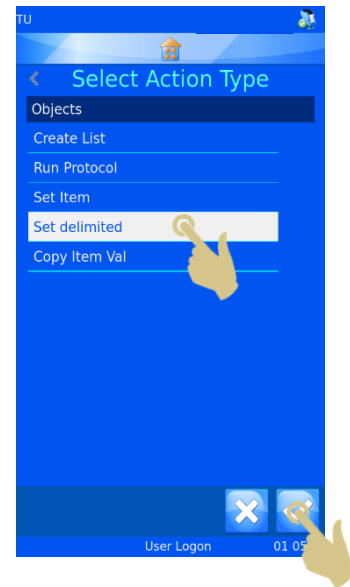 TU
Select Action Type
Objects
Create List
Run Protocol
Set Item
Set delimited
Copy Item Val
User Logon 01 05